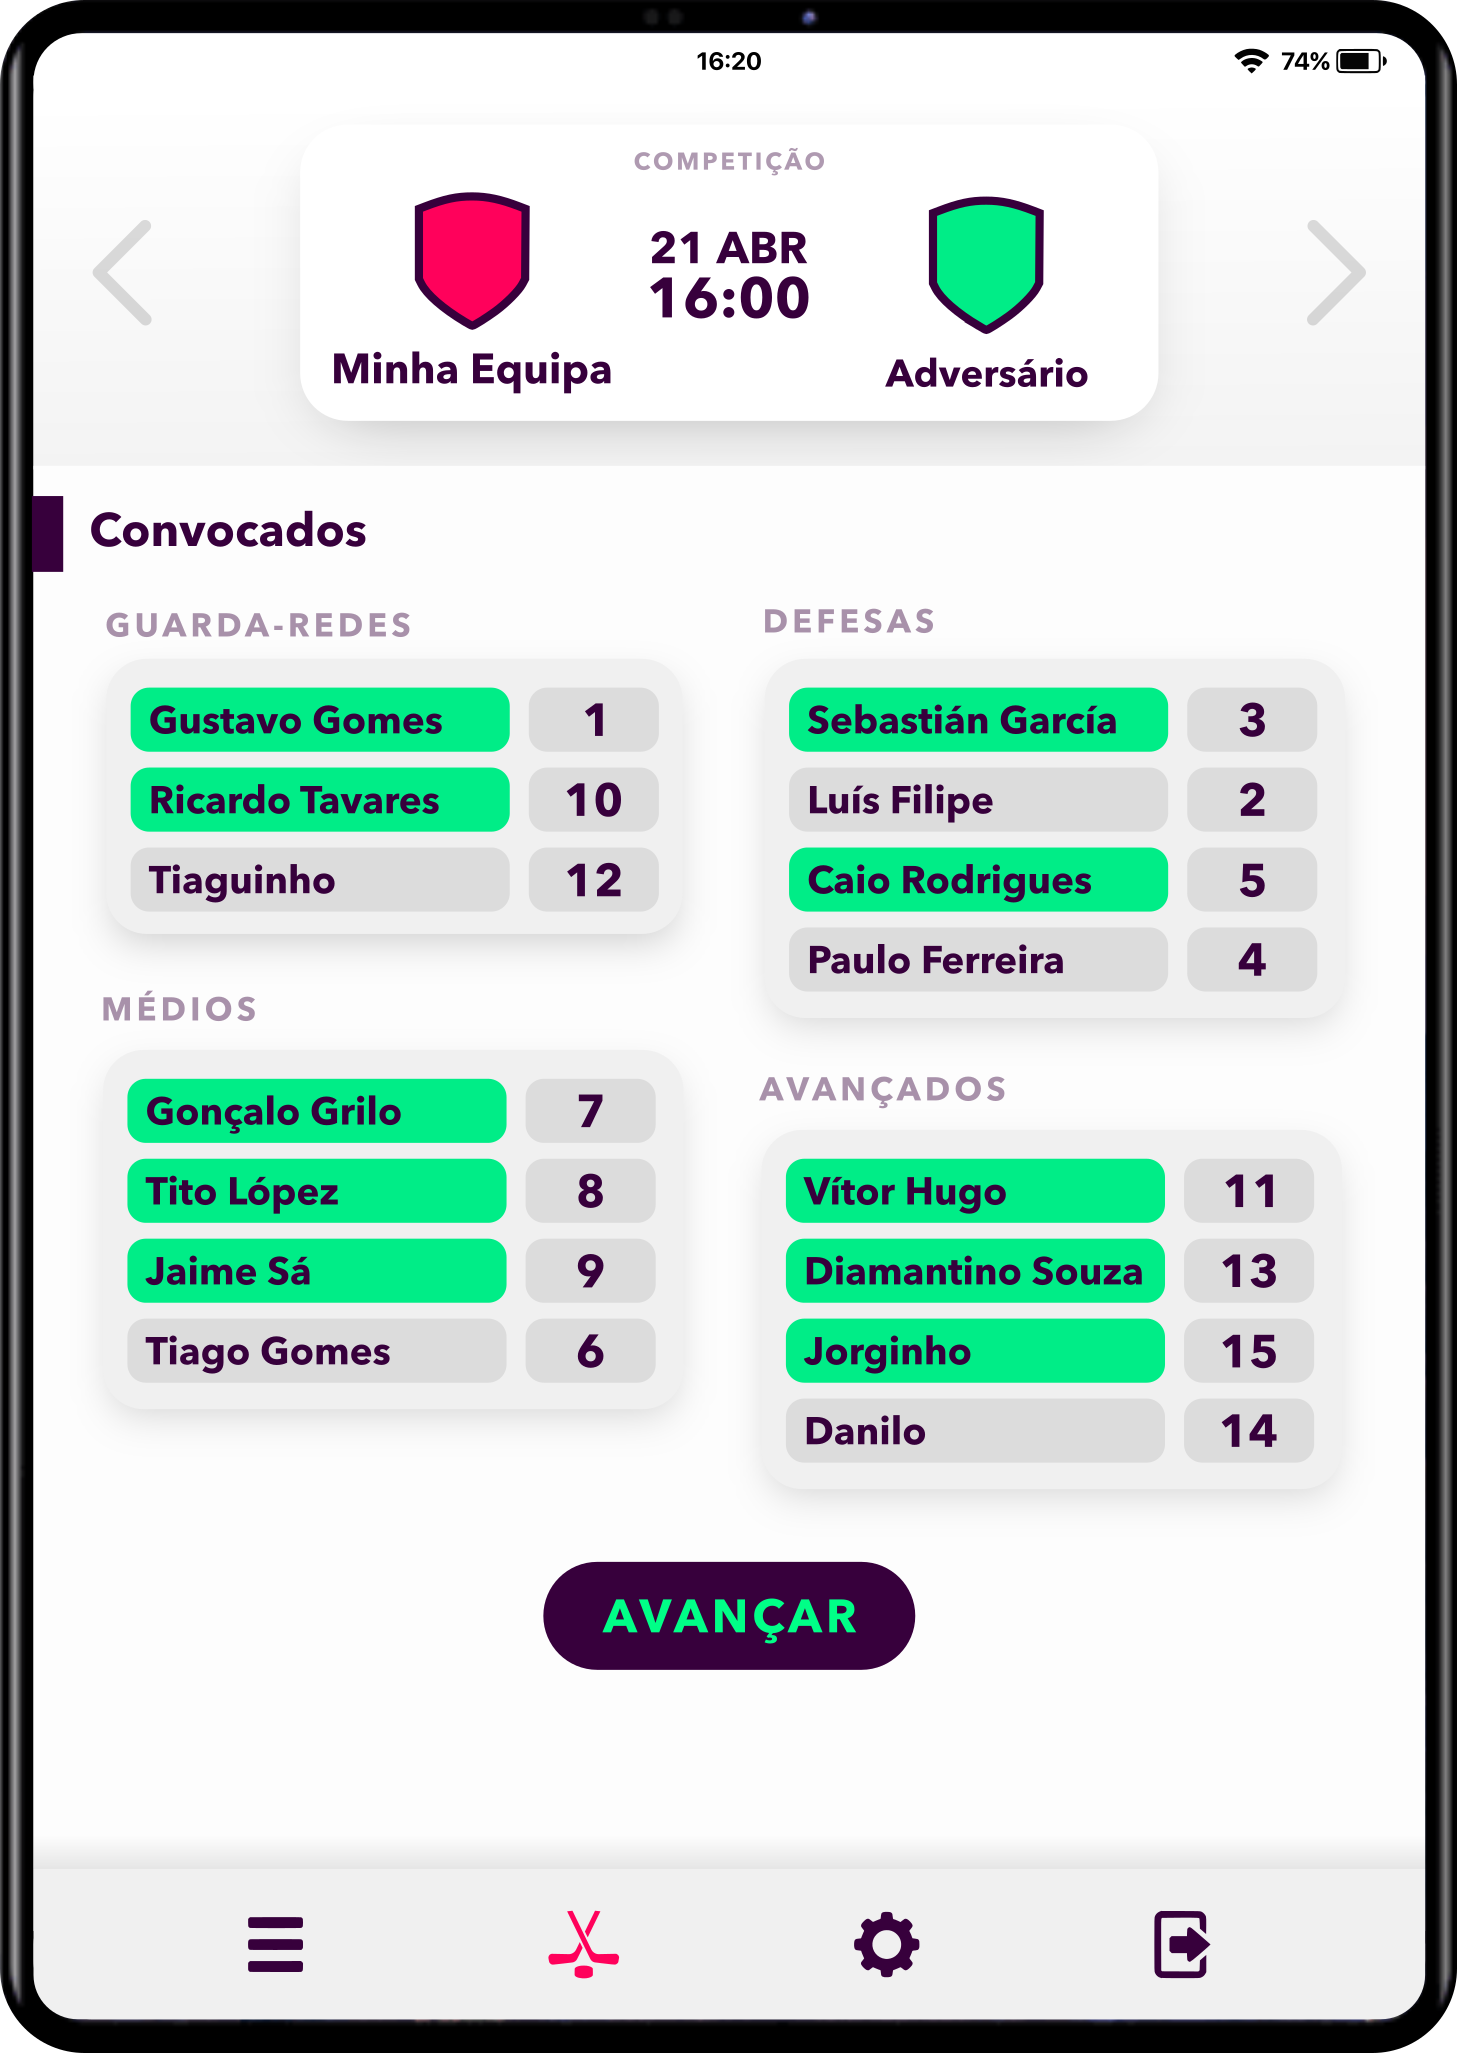 16:20
74%
COMPETIÇÃO
21 ABR
16:00
Minha Equipa
Adversário
Convocados
GUARDA-REDES
Gustavo Gomes 1
Ricardo Tavares 10
Tiaguinho 12
DEFESAS
Sebastián García 3
Luís Filipe 2
Caio Rodrigues 5
Paulo Ferreira 4
MÉDIOS
Gonçalo Grilo 7
Tito López 8
Jaime Sá 9
Tiago Gomes 6
AVANÇADOS
Vítor Hugo 11
Diamantino Souza 13
Jorginho 15
Danilo 14
AVANÇAR